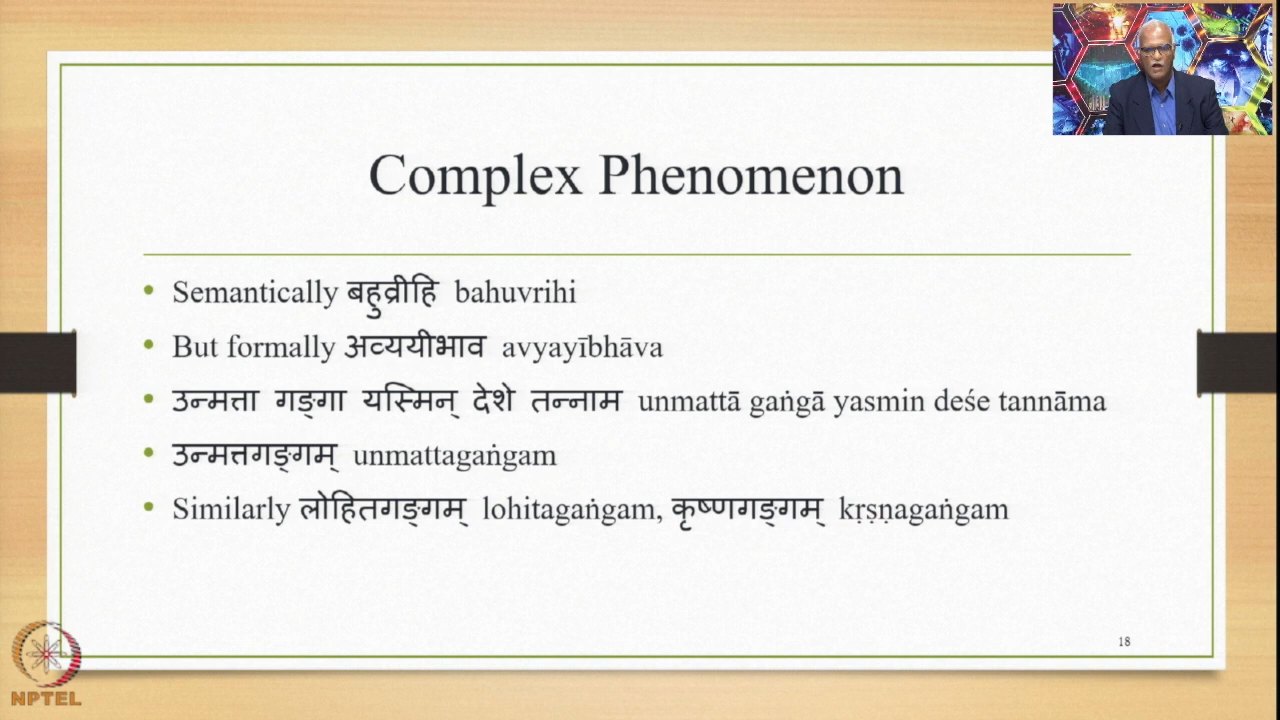 Complex Phenomenon
• Semantically बहुव्रीहि bahuvrihi
• But formally अव्ययीभाव avyayībhāva
• उन्मत्ता गङ्गा यस्मिन् देशे तन्नाम unmattā gaṅgā yasmin deśe tannāma
• उन्मत्तगङ्गम् unmattagaṅgam
• Similarly लोहितगङ्गम् lohitagaṅgam, कृष्णगङ्गम् kṛṣṇagaṅgam
18
NPTEL